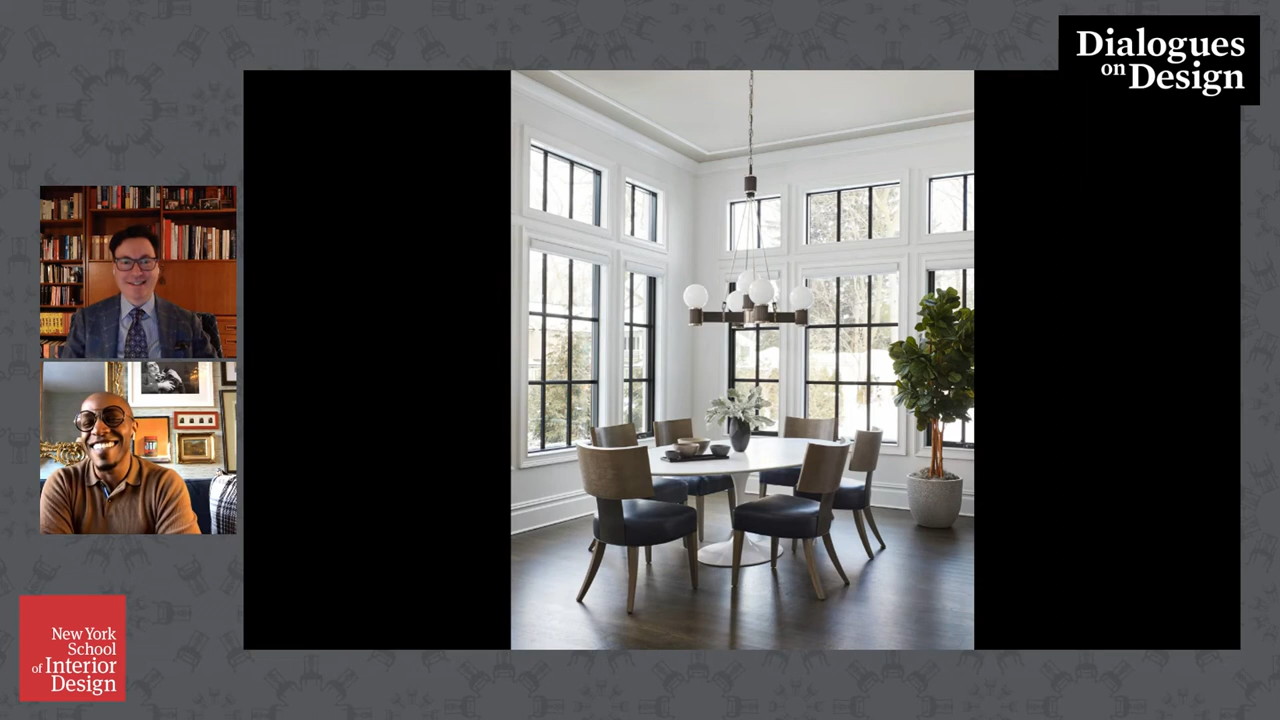 Dialogues
on Design
New York
School
of Interior
Design